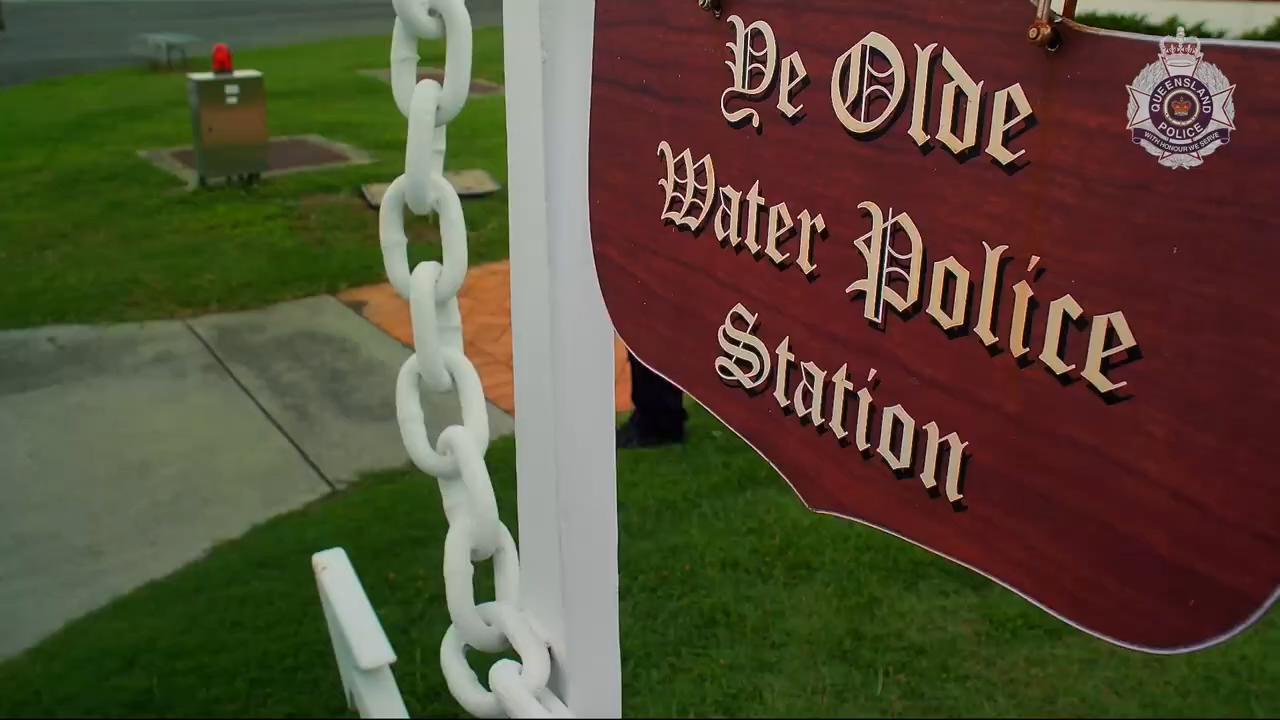 Ye Olde
Water Police
Station
QUEENSLAND
POLICE
WITH HONOUR WE SERVE